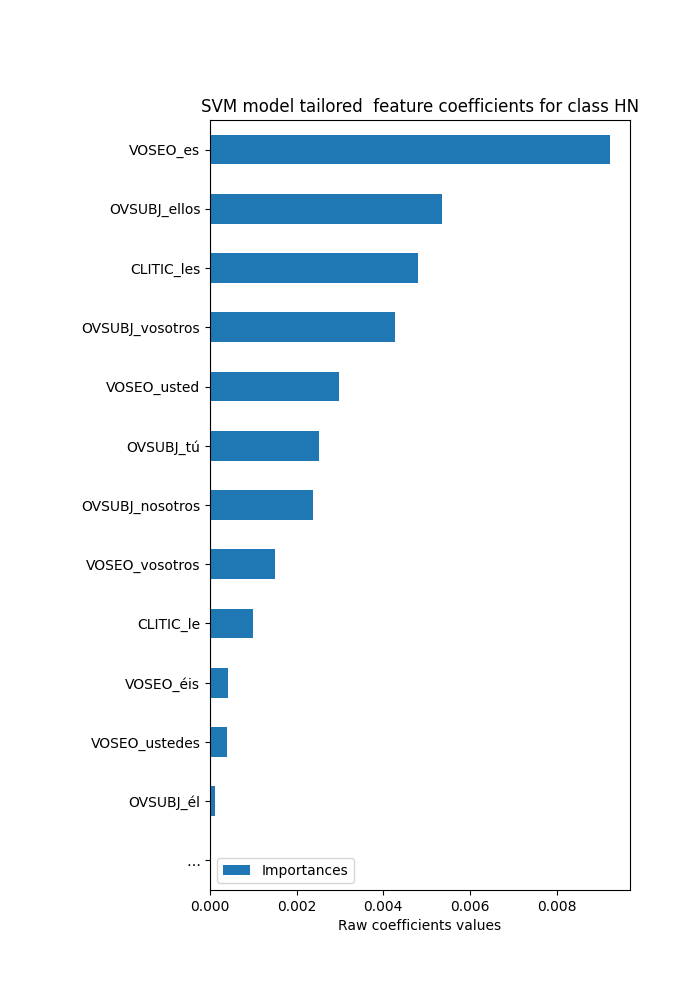 SVM model tailored  feature coefficients for class HN
VOSEO_es
OVSUBJ_ellos
CLITIC_les
OVSUBJ_vosotros
VOSEO_usted
OVSUBJ_tú
OVSUBJ_nosotros
VOSEO_vosotros
CLITIC_le
VOSEO_éis
VOSEO_ustedes
OVSUBJ_él
...
Importances
0.000 0.002 0.004 0.006 0.008
Raw coefficients values